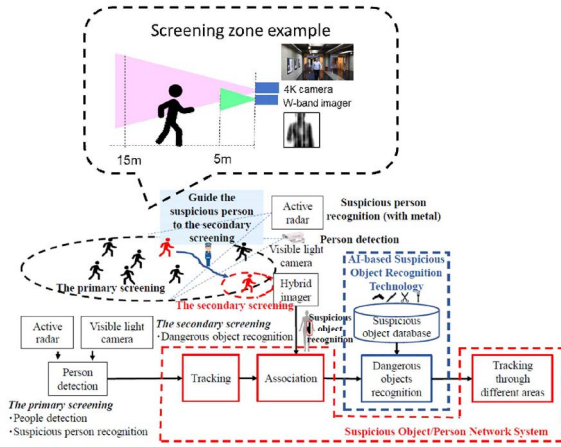 Screening zone example
4K camera
W-band imager
15m
5m
Guide the
suspicious person
to the secondary
screening
Active
radar
Suspicious person
recognition (with metal)
Person detection
Visible light
camera
AI-based Suspicious
Object Recognition
Technology
The primary screening
The secondary screening
Hybrid
imager
Suspicious
object
recognition
Suspicious
object database
Active
radar
Visible light
camera
The secondary screening
・Dangerous object recognition
Person
detection
Tracking
Association
Dangerous
objects
recognition
Tracking
through
different areas
The primary screening
・People detection
・Suspicious person recognition
Suspicious Object/Person Network System